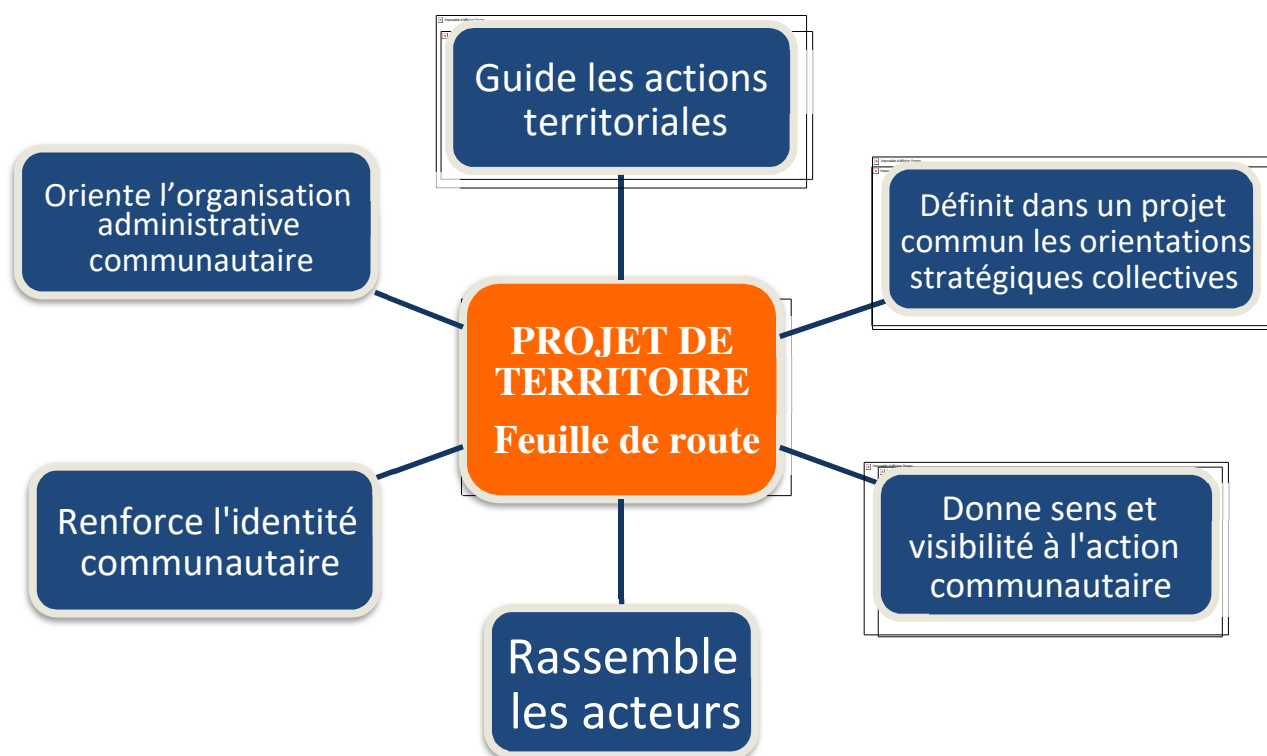 Guide les actions
territoriales
Oriente l’organisation
administrative
communautaire
Définit dans un projet
commun les orientations
stratégiques collectives
PROJET DE
TERRITOIRE
Feuille de route
Renforce l'identité
communautaire
Donne sens et
visibilité à l'action
communautaire
Rassemble
les acteurs